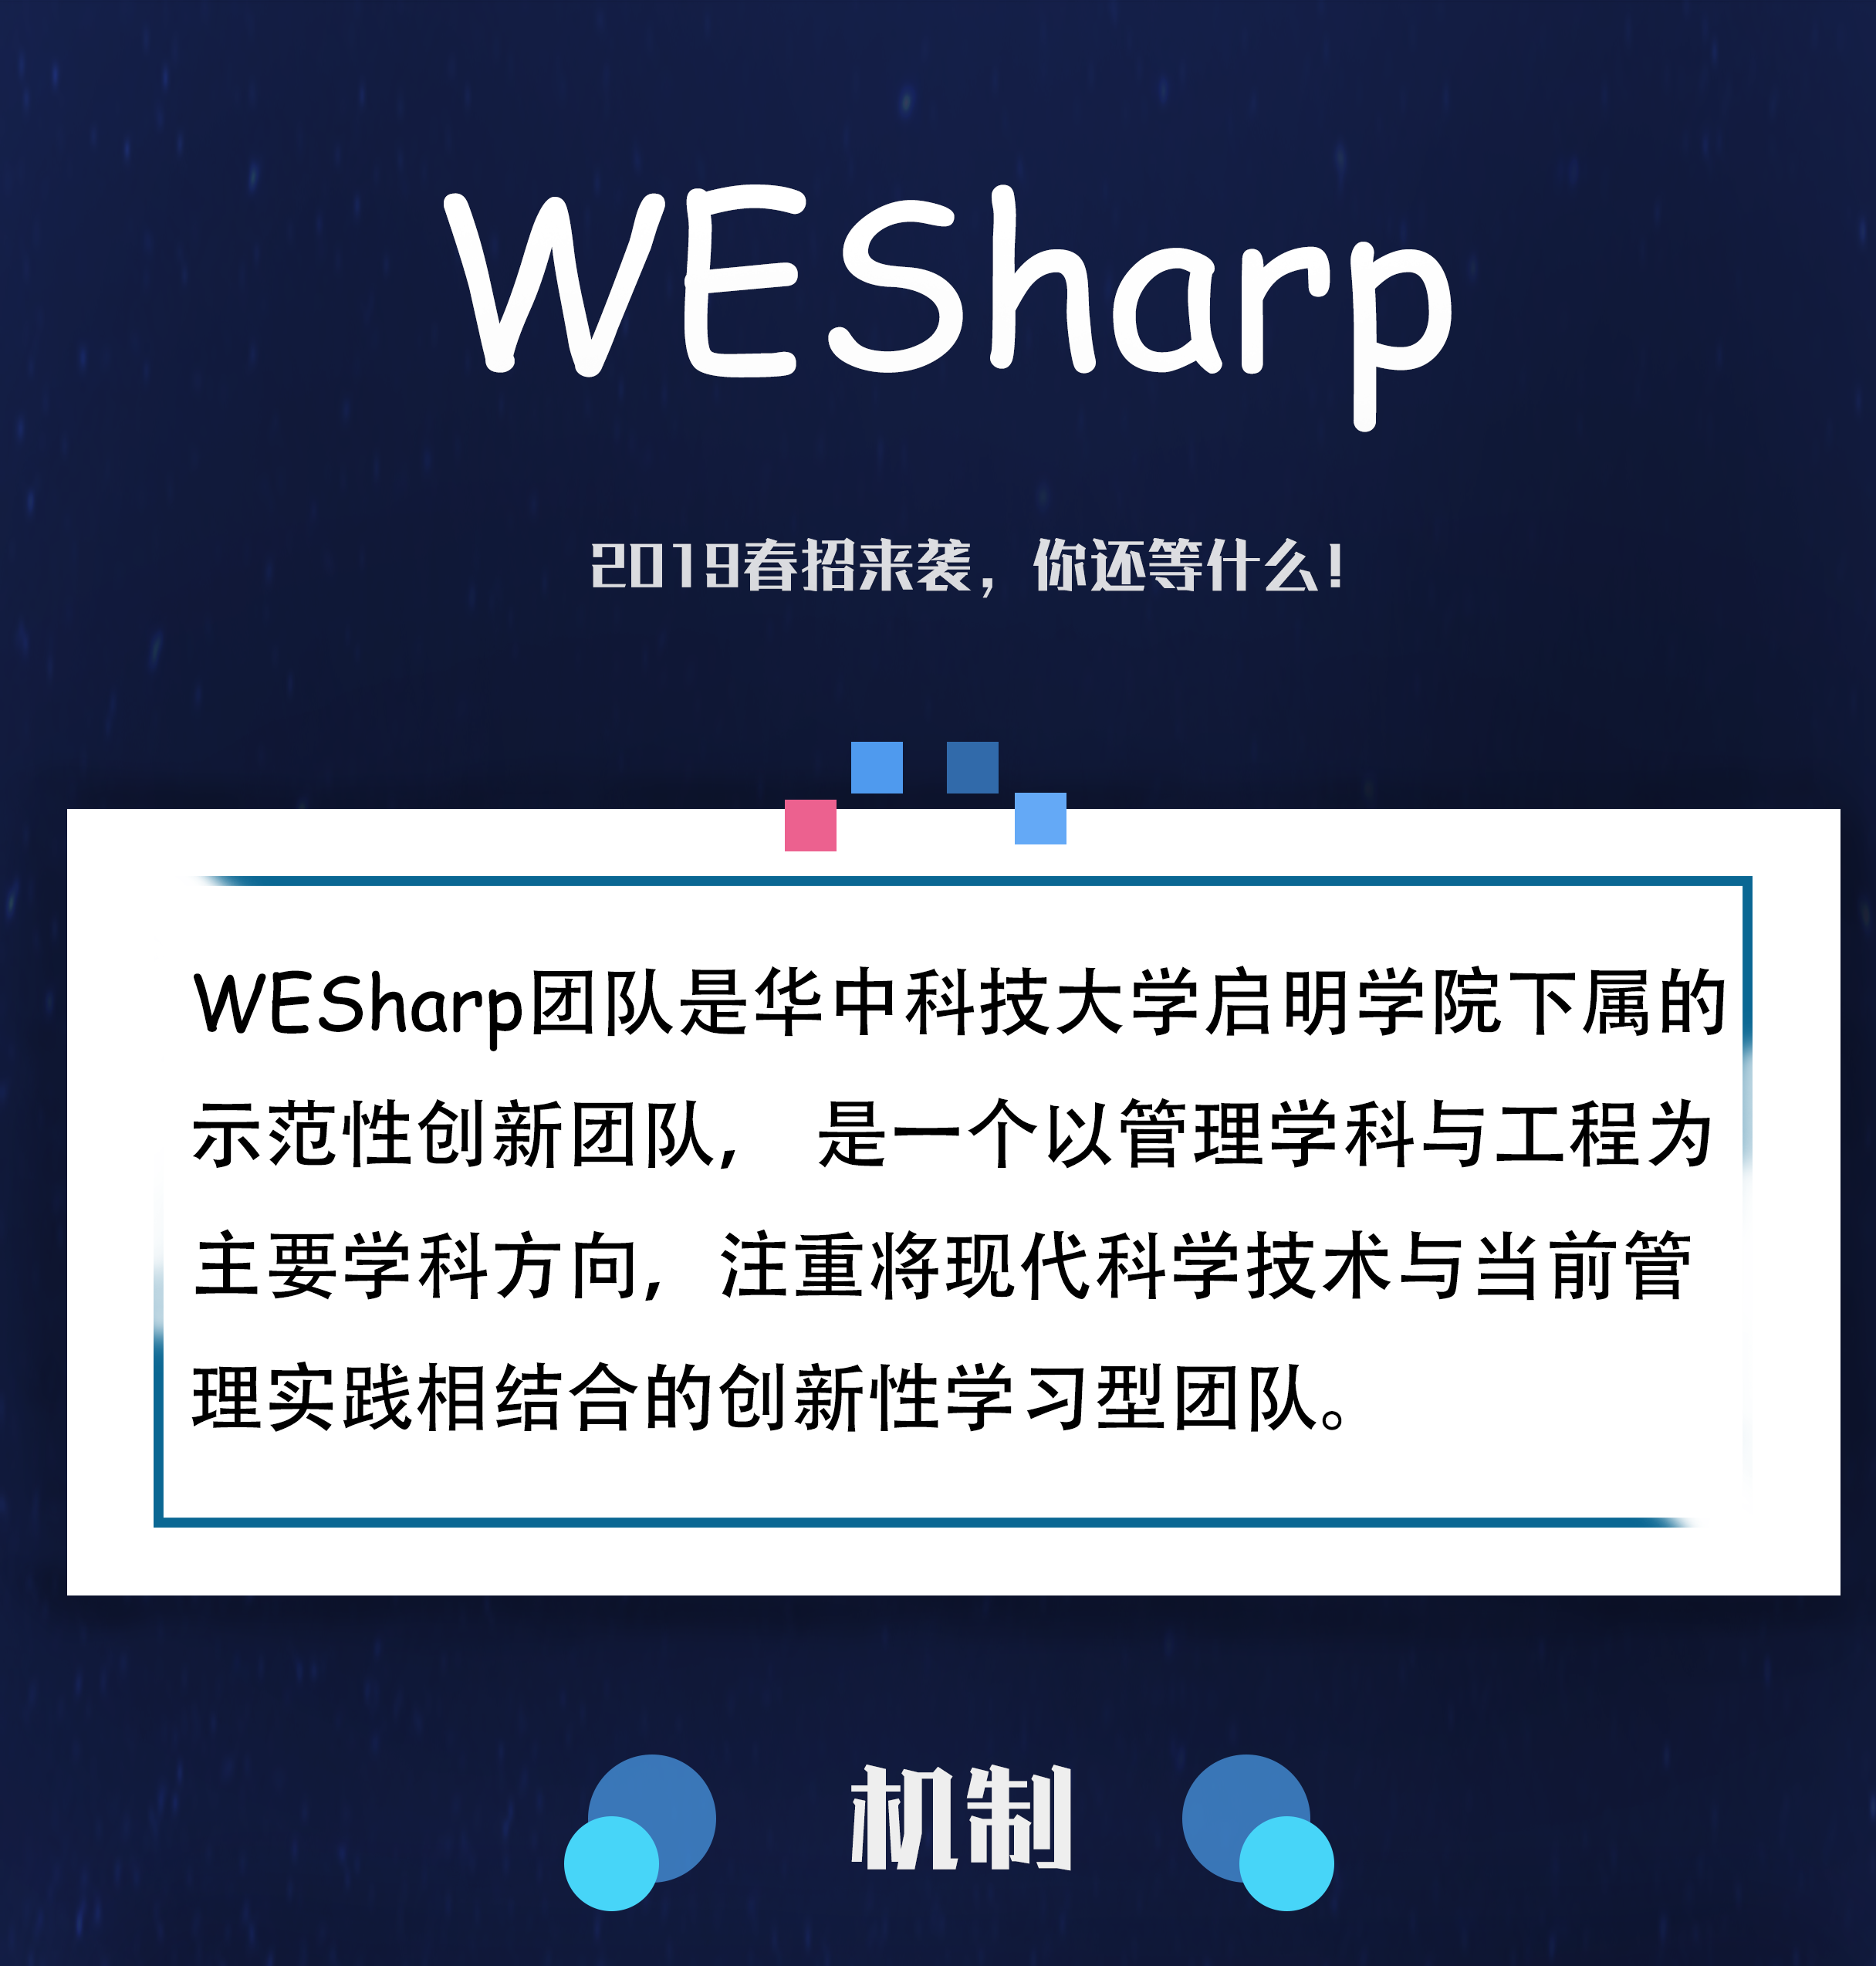 WESharp
2019春招来袭，你还等什么！
WESharp团队是华中科技大学启明学院下属的
示范性创新团队， 是一个以管理学科与工程为
主要学科方向，注重将现代科学技术与当前管
理实践相结合的创新性学习型团队。
机制